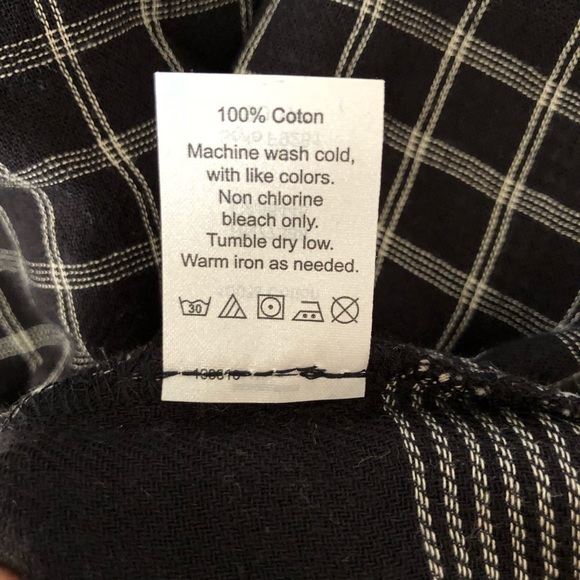 100% Coton
Machine wash cold,
with like colors.
Non chlorine
bleach only.
Tumble dry low.
Warm iron as needed.
30